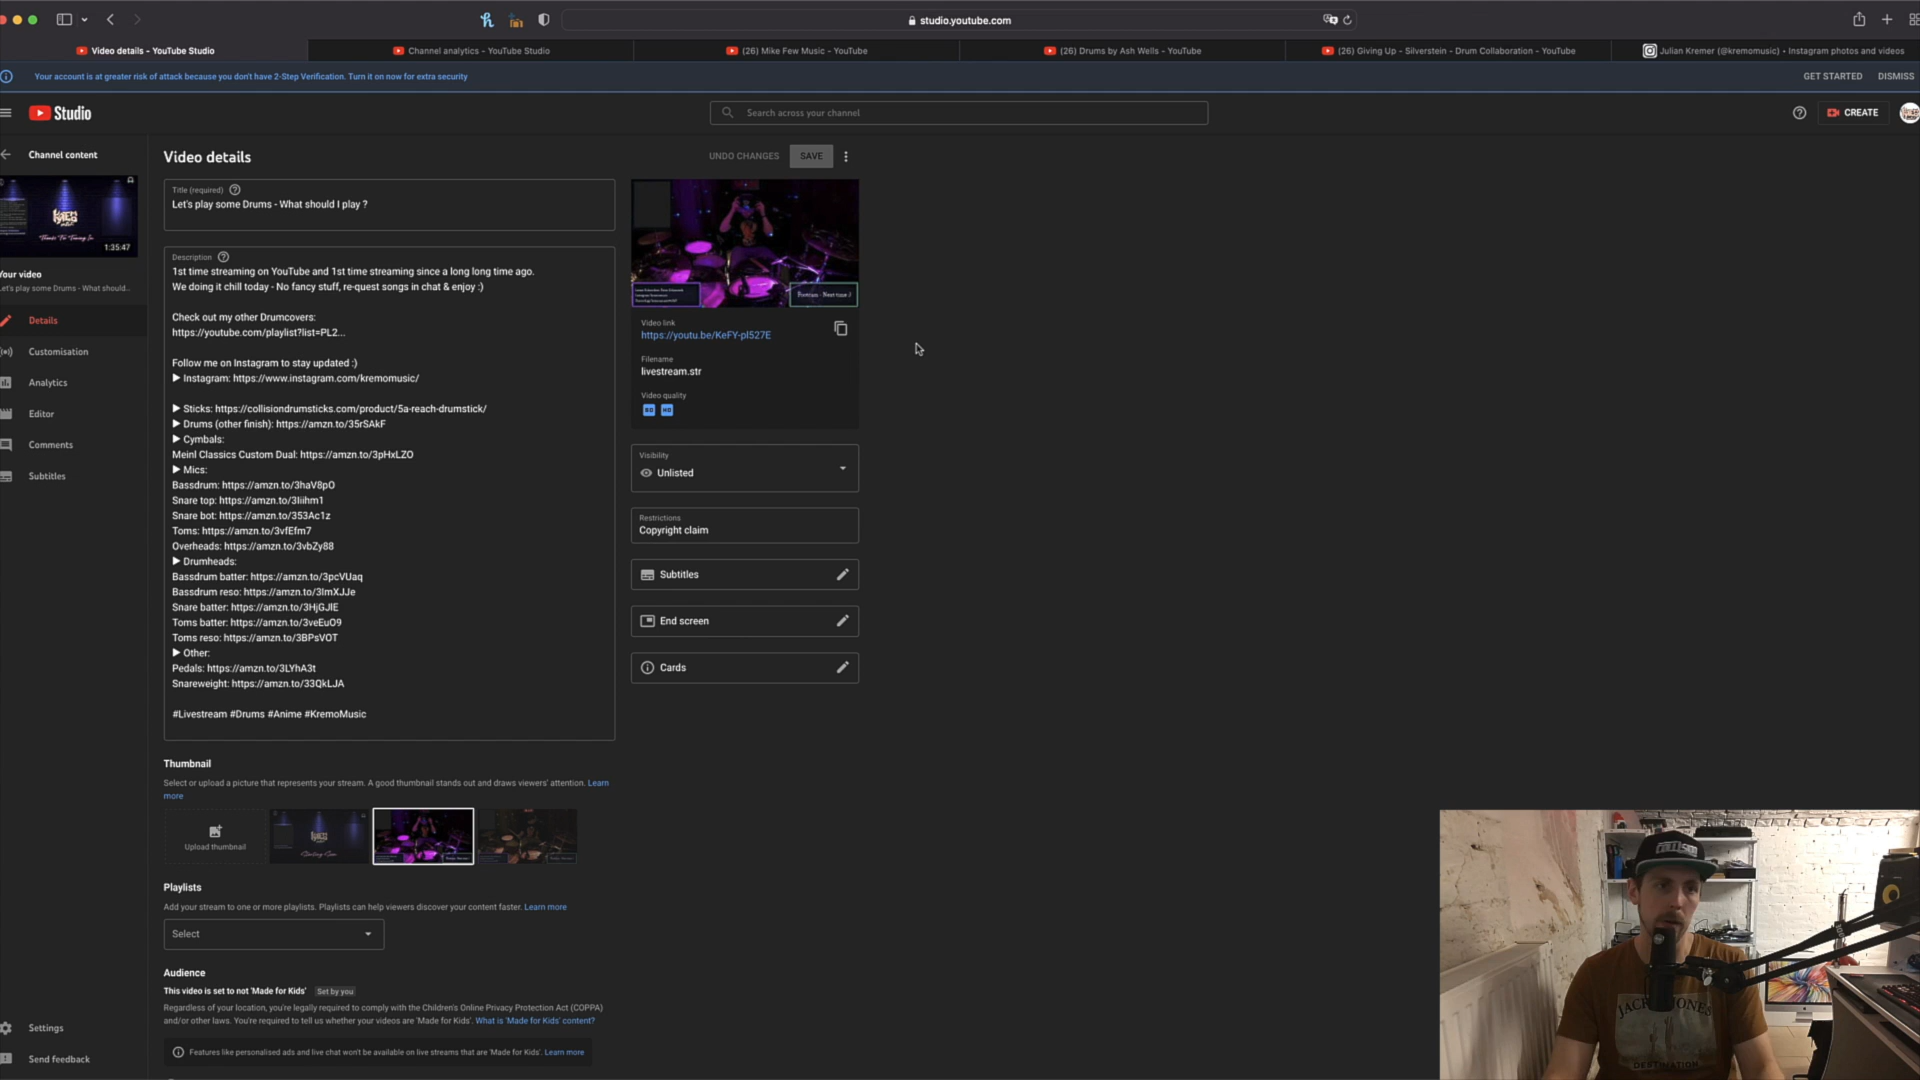 studio.youtube.com
Video details - YouTube Studio
Channel analytics - YouTube Studio
(26) Mike Few Music - YouTube
(26) Drums by Ash Wells - YouTube
(26) Giving Up - Silverstein - Drum Collaboration - YouTube
Julian Kremer (@kremomusic) • Instagram photos and videos
Your account is at greater risk of attack because you don't have 2-Step Verification. Turn it on now for extra security
GET STARTED
DISMISS
Studio
Search across your channel
CREATE
Channel content
Video details
UNDO CHANGES
SAVE
1:35:47
Your video
Let's play some Drums - What should...
Details
Customisation
Analytics
Editor
Comments
Subtitles
Settings
Send feedback
Title (required)
Let's play some Drums - What should I play ?
Description
1st time streaming on YouTube and 1st time streaming since a long long time ago.
We doing it chill today - No fancy stuff, re-quest songs in chat & enjoy :)
Check out my other Drumcovers:
https://youtube.com/playlist?list=PL2...
Follow me on Instagram to stay updated :)
▶ Instagram: https://www.instagram.com/kremomusic/
▶ Sticks: https://collisiondrumsticks.com/product/5a-reach-drumstick/
▶ Drums (other finish): https://amzn.to/35rSAkF
▶ Cymbals:
Meinl Classics Custom Dual: https://amzn.to/3pHxLZO
▶ Mics:
Bassdrum: https://amzn.to/3haV8pO
Snare top: https://amzn.to/3Iiihm1
Snare bot: https://amzn.to/353Ac1z
Toms: https://amzn.to/3vfEfm7
Overheads: https://amzn.to/3vbZy88
▶ Drumheads:
Bassdrum batter: https://amzn.to/3pcVUaq
Bassdrum reso: https://amzn.to/3ImXJJe
Snare batter: https://amzn.to/3HjGJlE
Toms batter: https://amzn.to/3veEuO9
Toms reso: https://amzn.to/3BPsVOT
▶ Other:
Pedals: https://amzn.to/3LYhA3t
Snareweight: https://amzn.to/33QkLJA
#Livestream #Drums #Anime #KremoMusic
Video link
https://youtu.be/KeFY-pl527E
Filename
livestream.str
Video quality
SD HD
Visibility
Unlisted
Restrictions
Copyright claim
Subtitles
End screen
Cards
Thumbnail
Select or upload a picture that represents your stream. A good thumbnail stands out and draws viewers' attention. Learn
more
Upload thumbnail
Playlists
Add your stream to one or more playlists. Playlists can help viewers discover your content faster. Learn more
Select
Audience
This video is set to not 'Made for Kids' Set by you
Regardless of your location, you're legally required to comply with the Children's Online Privacy Protection Act (COPPA)
and/or other laws. You're required to tell us whether your videos are 'Made for Kids'. What is 'Made for Kids' content?
Features like personalised ads and live chat won't be available on live streams that are 'Made for Kids'. Learn more